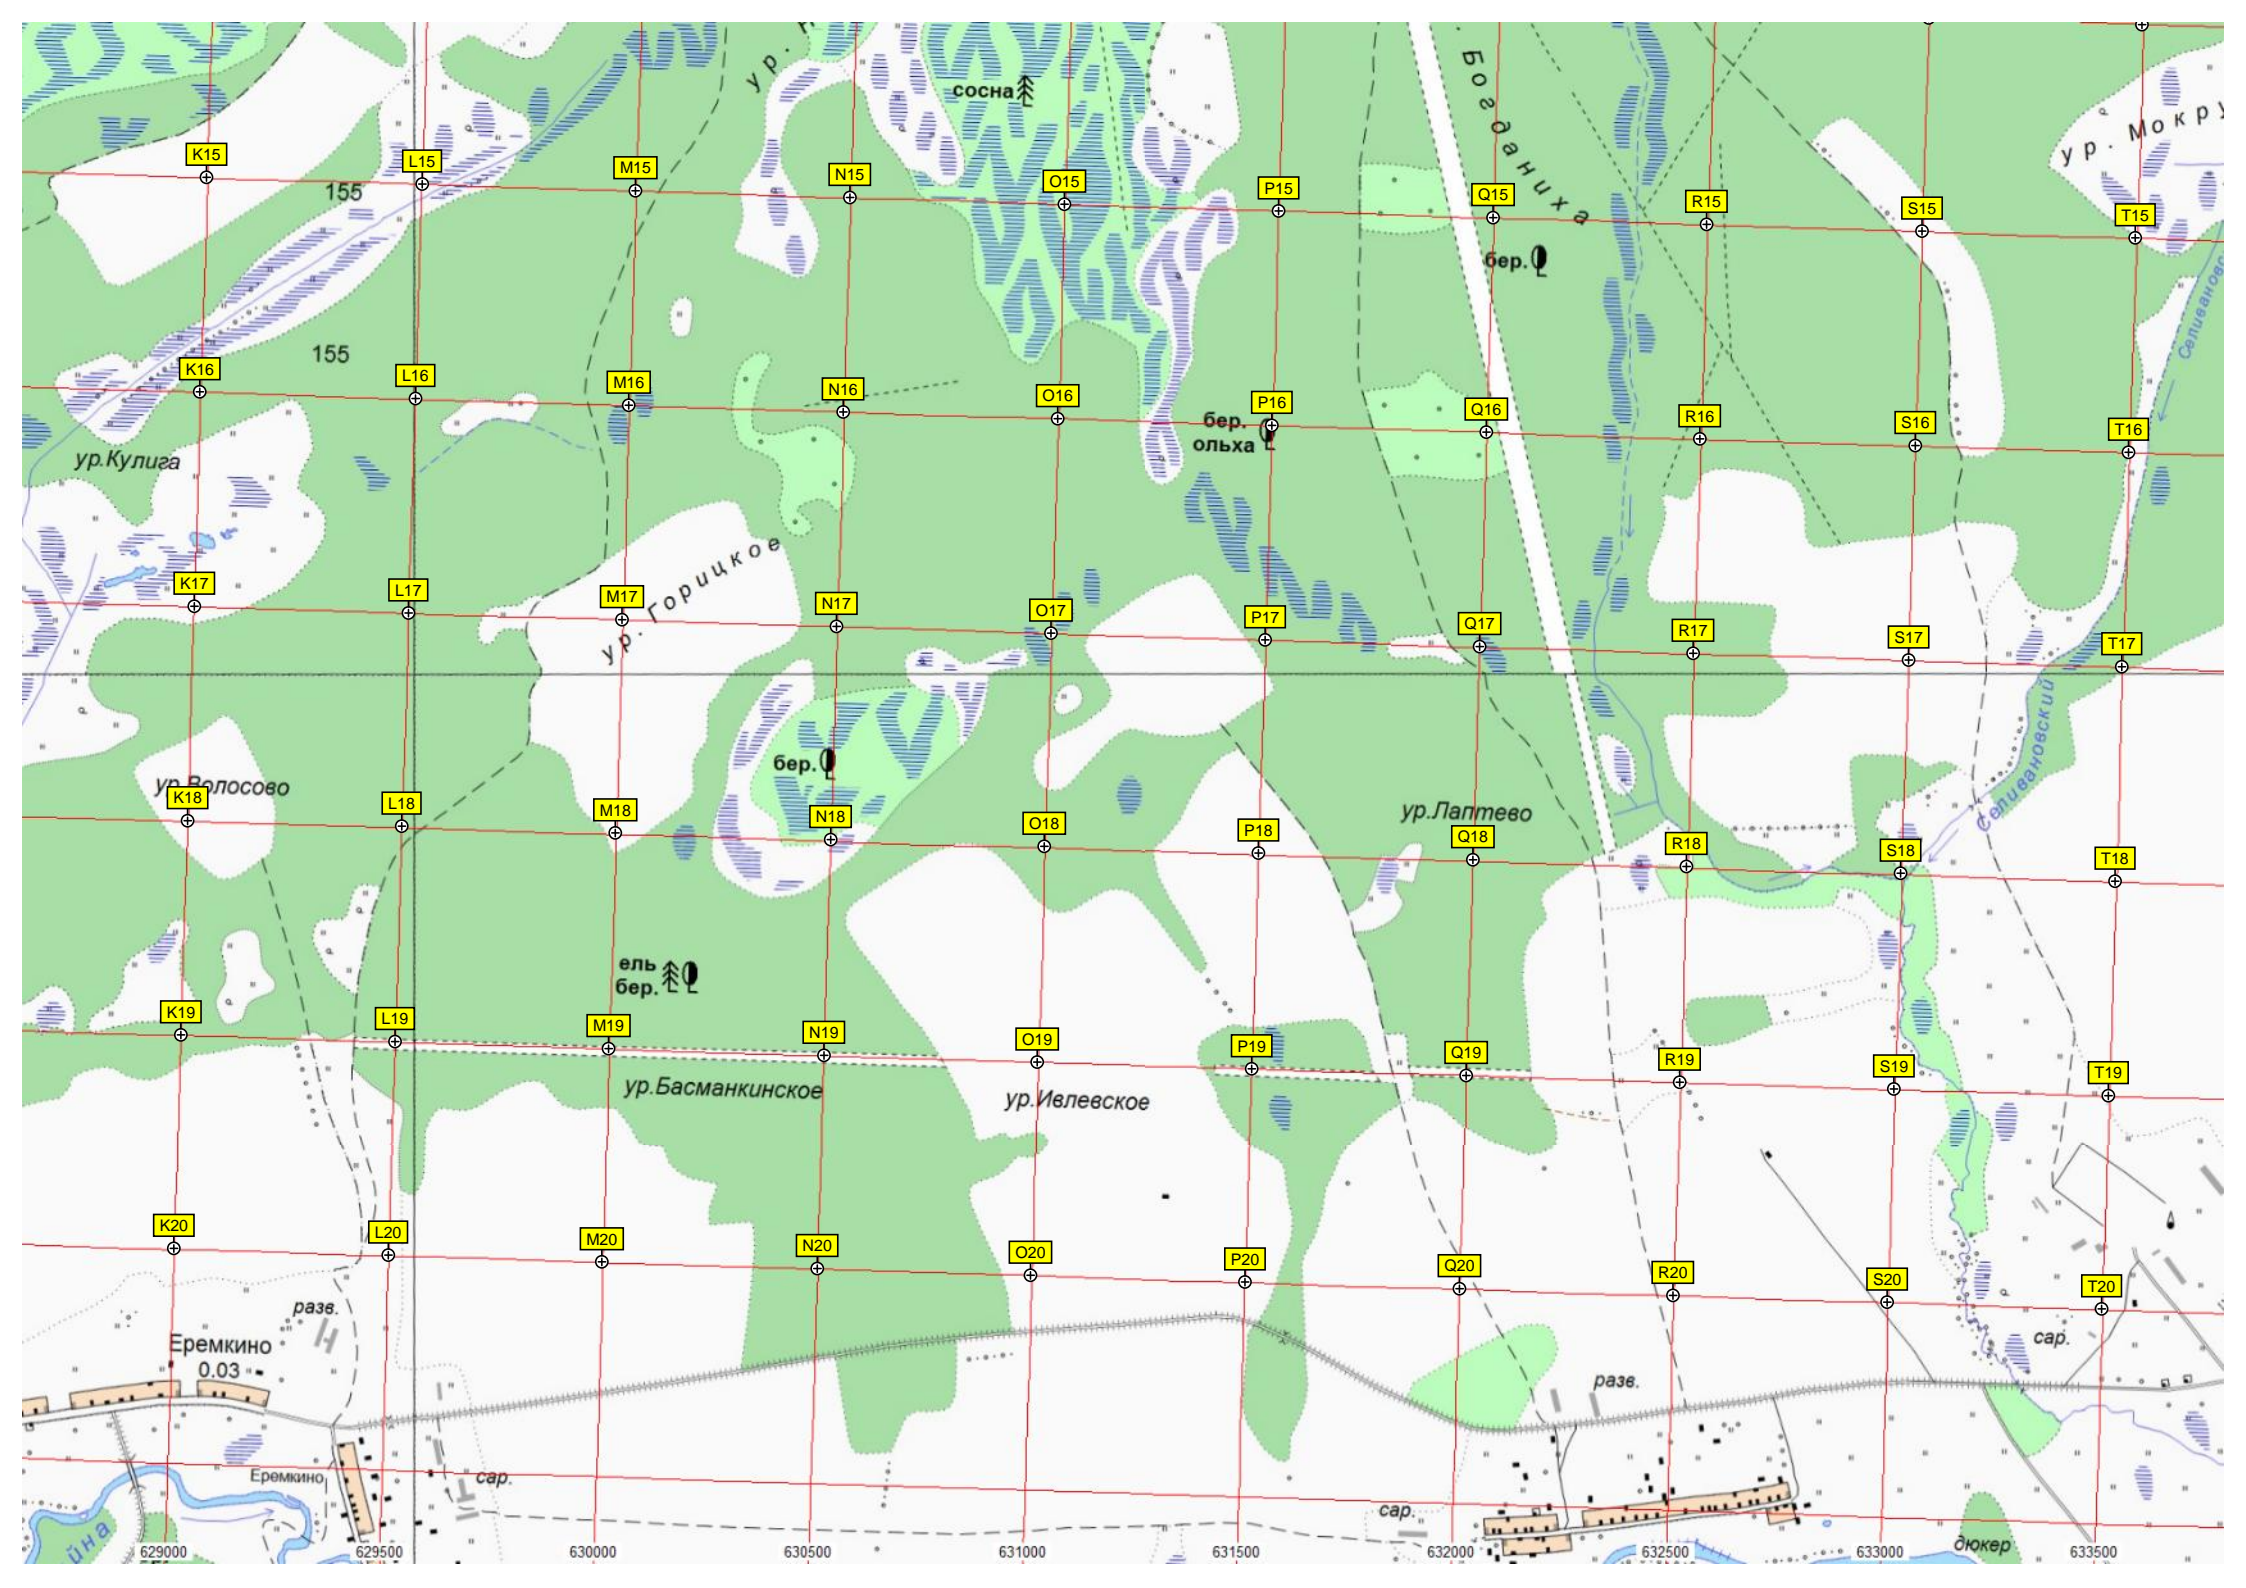 сосна
ур. Мокру
Богданиха
K15
L15
M15
N15
O15
P15
Q15
R15
S15
T15
155
бер.
Селивановс
155
K16
L16
M16
N16
O16
P16
Q16
R16
S16
T16
бер.
ольха
ур.Кулига
ур. Горицкое
K17
L17
M17
N17
O17
P17
Q17
R17
S17
T17
Селивановский
бер.
ур.Волосово
ур.Лаптево
K18
L18
M18
N18
O18
P18
Q18
R18
S18
T18
ель
бер.
K19
L19
M19
N19
O19
P19
Q19
R19
S19
T19
ур.Басманкинское
ур.Ивлевское
K20
L20
M20
N20
O20
P20
Q20
R20
S20
T20
разв.
сар.
Еремкино
0.03
разв.
Еремкино
сар.
сар.
йна
дюкер
629000
629500
630000
630500
631000
631500
632000
632500
633000
633500